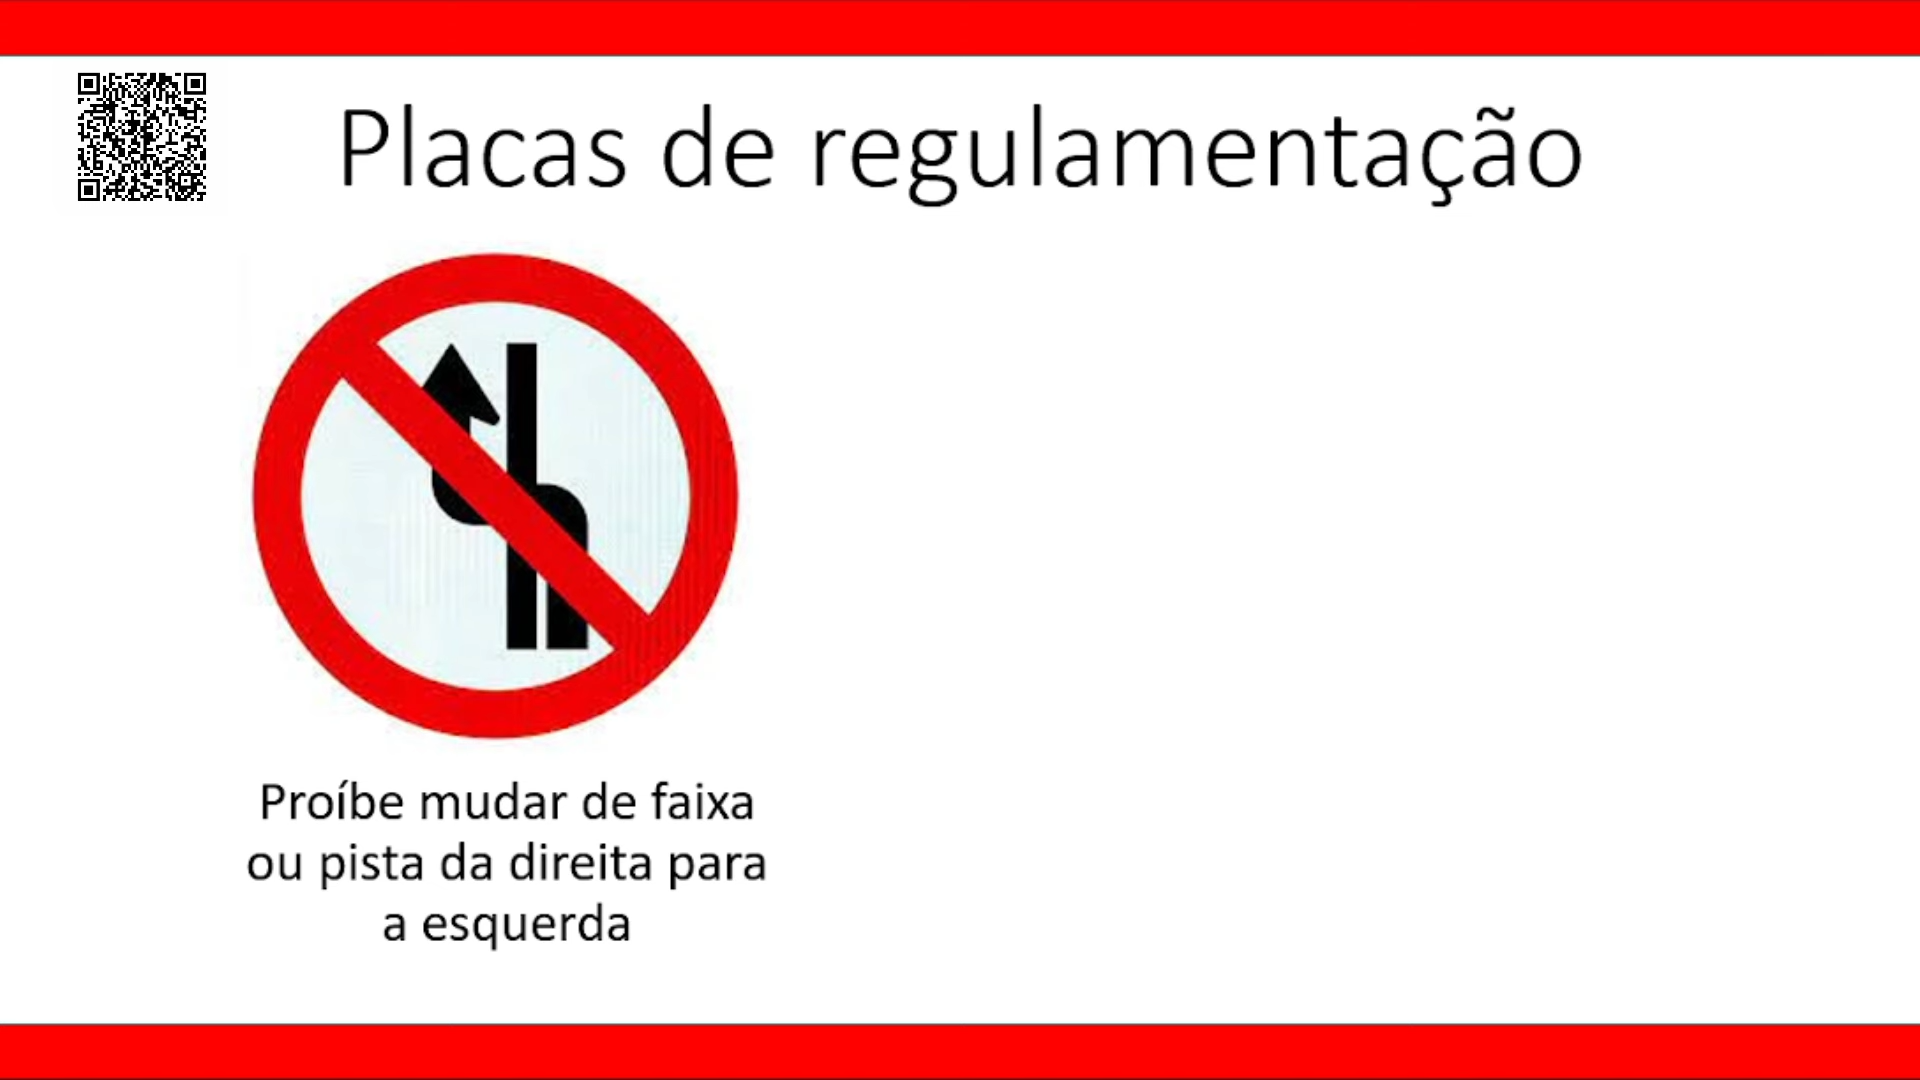 Placas de regulamentação
Proíbe mudar de faixa
ou pista da direita para
a esquerda